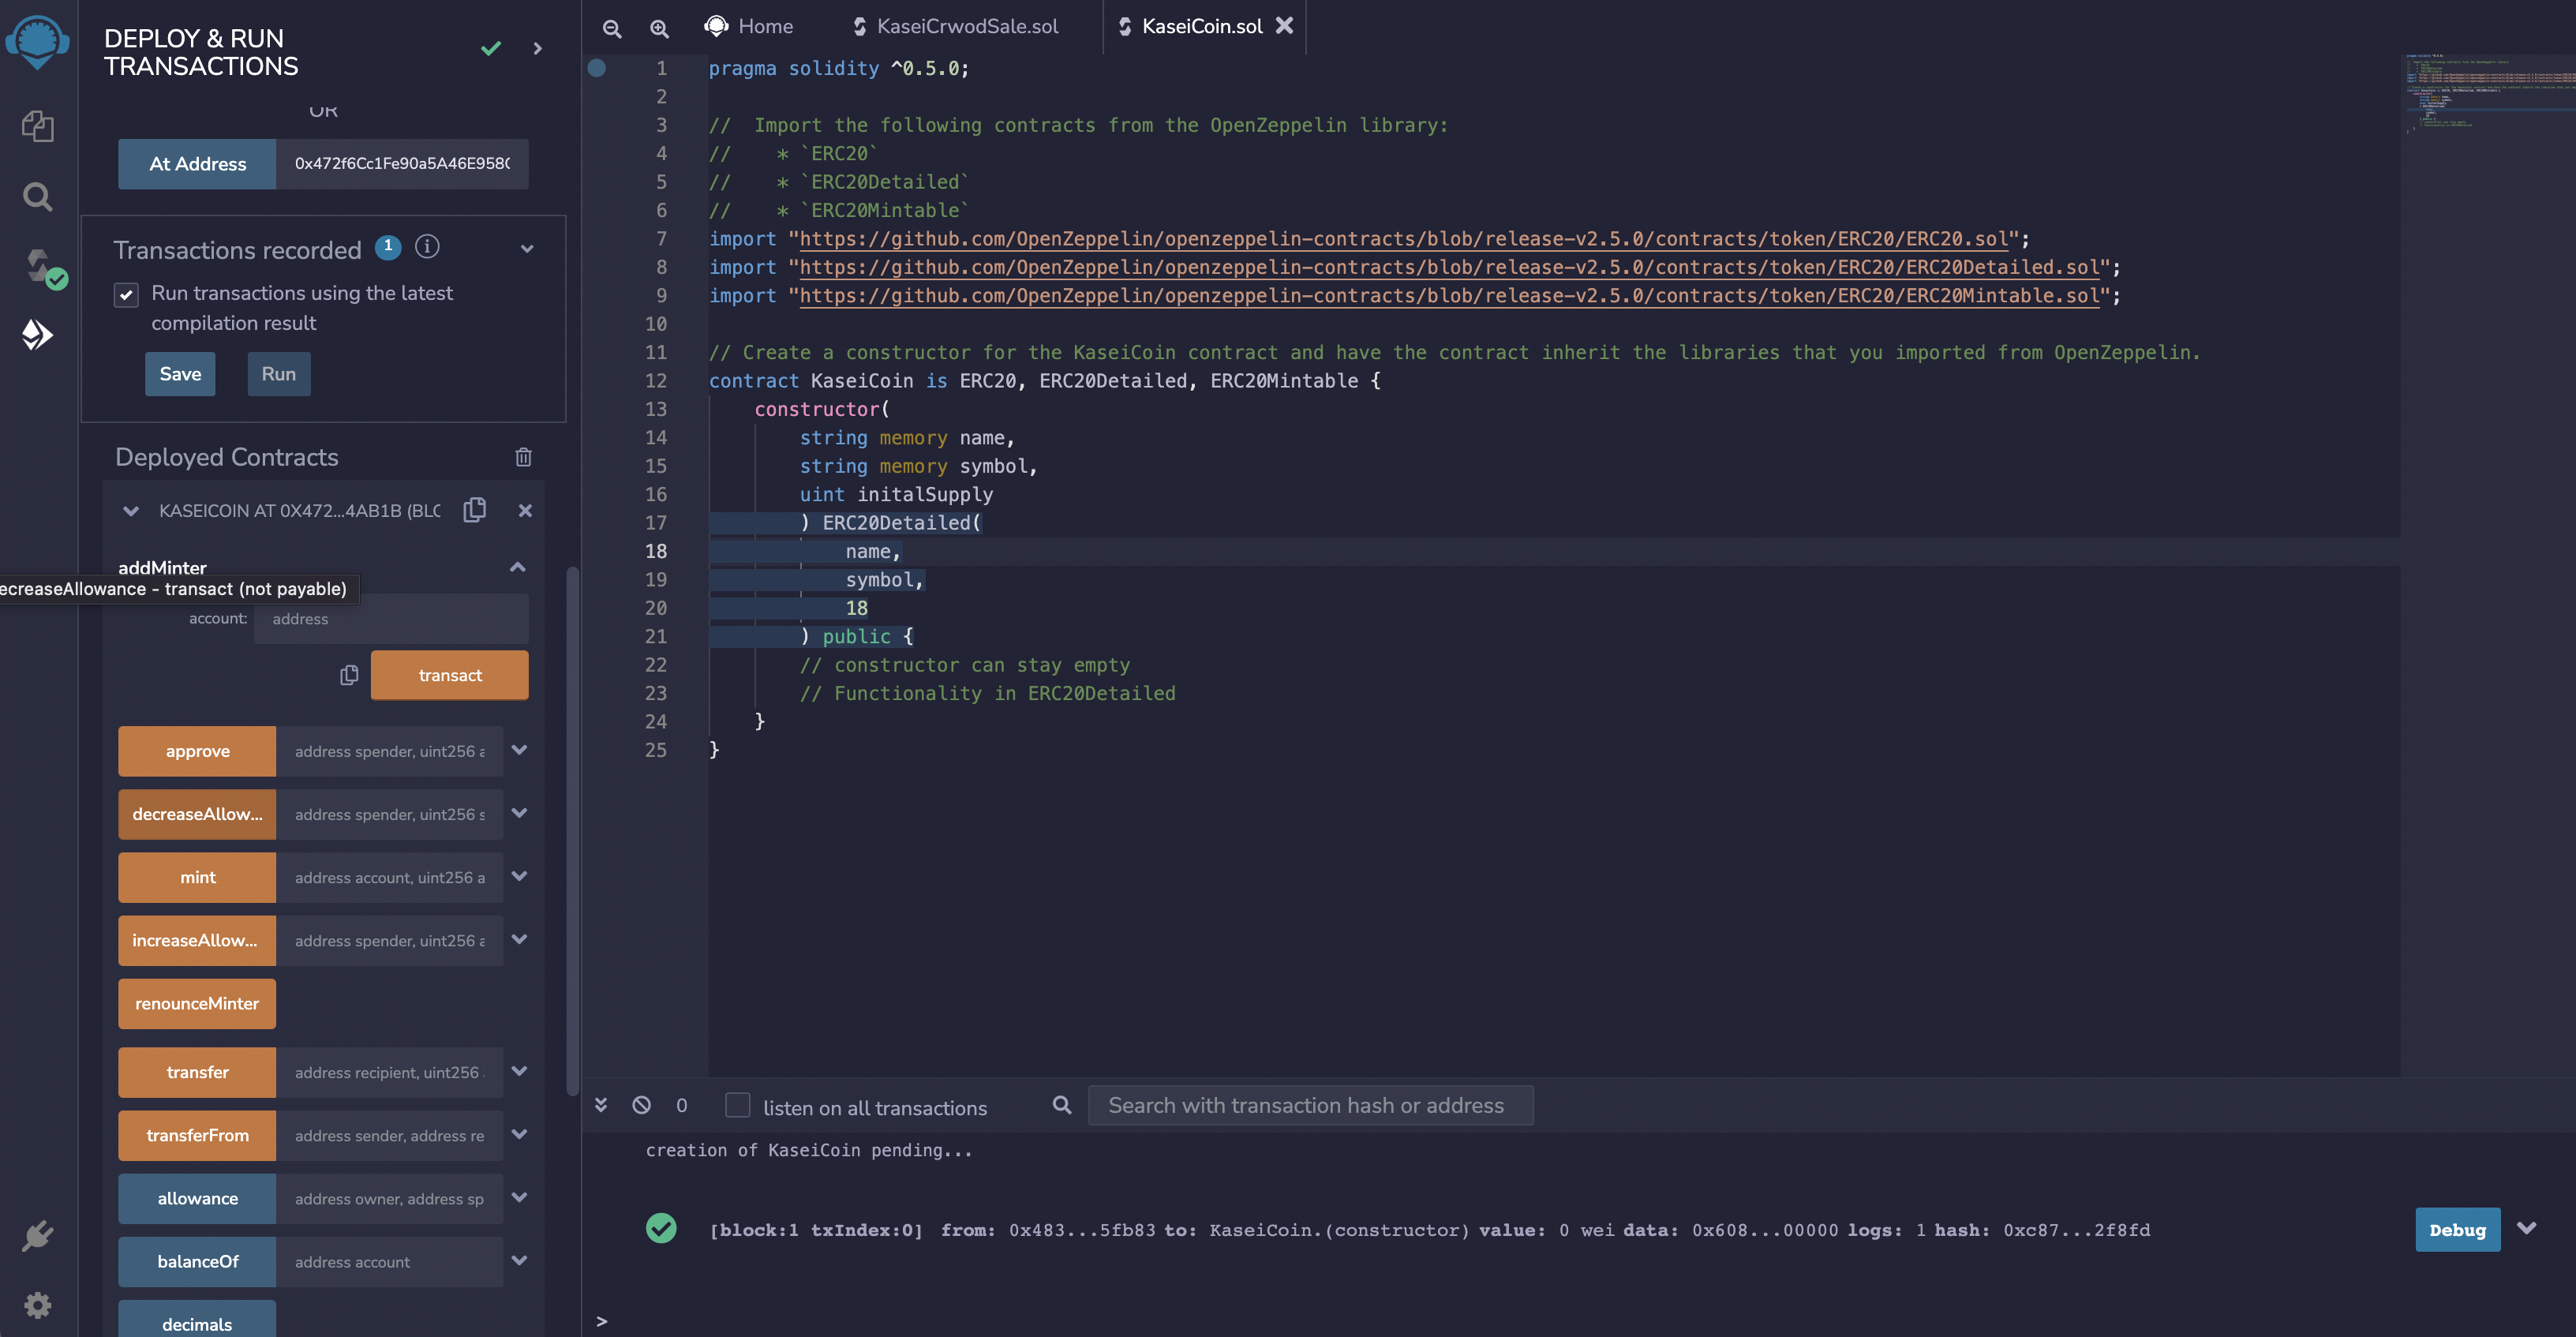 DEPLOY & RUN
TRANSACTIONS
OR
At Address
0x472f6Cc1Fe90a5A46E958
Transactions recorded 1
Run transactions using the latest
compilation result
Save
Run
Deployed Contracts
KASEICOIN AT 0X472...4AB1B (BLC
addMinter
ecreaseAllowance - transact (not payable)
account: address
transact
approve address spender, uint256 a
decreaseAllow... address spender, uint256 s
mint address account, uint256 a
increaseAllow... address spender, uint256 a
renounceMinter
transfer address recipient, uint256
transferFrom address sender, address re
allowance address owner, address sp
balanceOf address account
decimals
Home
KaseiCrwodSale.sol
KaseiCoin.sol
1 pragma solidity ^0.5.0;
2
3 //  Import the following contracts from the OpenZeppelin library:
4 //    * `ERC20`
5 //    * `ERC20Detailed`
6 //    * `ERC20Mintable`
7 import "https://github.com/OpenZeppelin/openzeppelin-contracts/blob/release-v2.5.0/contracts/token/ERC20/ERC20.sol";
8 import "https://github.com/OpenZeppelin/openzeppelin-contracts/blob/release-v2.5.0/contracts/token/ERC20/ERC20Detailed.sol";
9 import "https://github.com/OpenZeppelin/openzeppelin-contracts/blob/release-v2.5.0/contracts/token/ERC20/ERC20Mintable.sol";
10
11 // Create a constructor for the KaseiCoin contract and have the contract inherit the libraries that you imported from OpenZeppelin.
12 contract KaseiCoin is ERC20, ERC20Detailed, ERC20Mintable {
13     constructor(
14         string memory name,
15         string memory symbol,
16         uint initalSupply
17         ) ERC20Detailed(
18             name,
19             symbol,
20             18
21         ) public {
22         // constructor can stay empty
23         // Functionality in ERC20Detailed
24     }
25 }
0
listen on all transactions
Search with transaction hash or address
creation of KaseiCoin pending...
[block:1 txIndex:0] from: 0x483...5fb83 to: KaseiCoin.(constructor) value: 0 wei data: 0x608...00000 logs: 1 hash: 0xc87...2f8fd
Debug
>